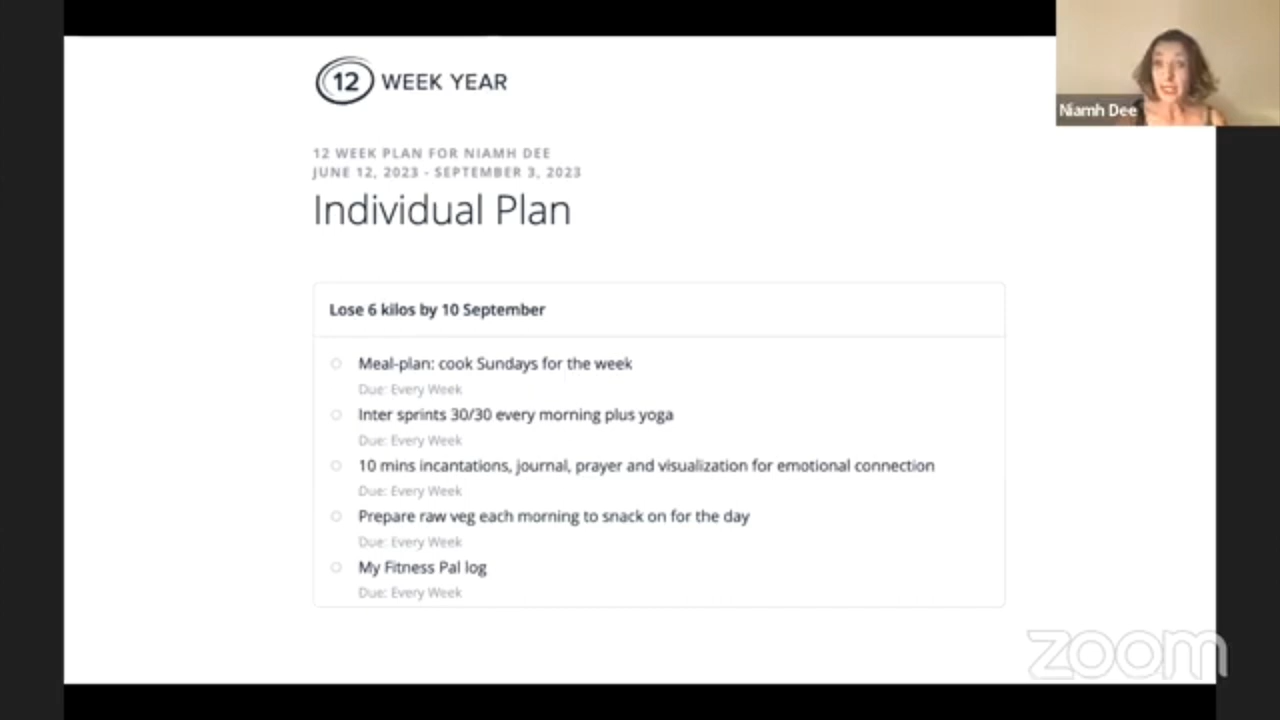 12 WEEK YEAR
Niamh Dee
12 WEEK PLAN FOR NIAMH DEE
JUNE 12, 2023 - SEPTEMBER 3, 2023
Individual Plan
Lose 6 kilos by 10 September
Meal-plan: cook Sundays for the week
Due: Every Week
Inter sprints 30/30 every morning plus yoga
Due: Every Week
10 mins incantations, journal, prayer and visualization for emotional connection
Due: Every Week
Prepare raw veg each morning to snack on for the day
Due: Every Week
My Fitness Pal log
Due: Every Week
zoom